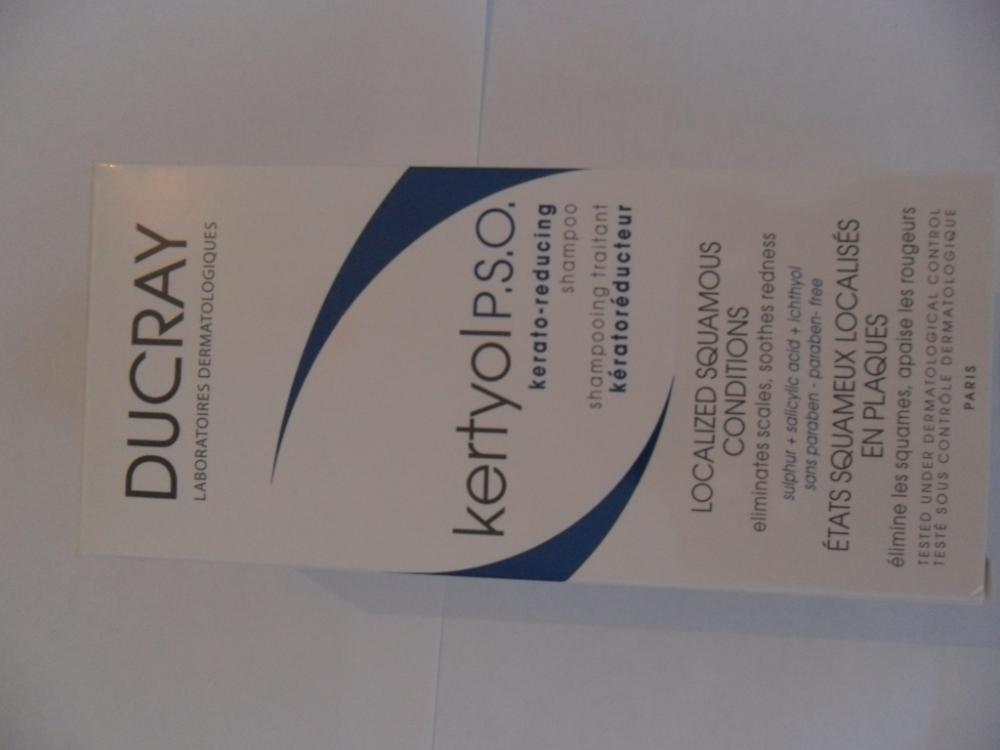 DUCRAY
LABORATOIRES DERMATOLOGIQUES
kertyol P.S.O.
kerato-reducing
shampoo
shampooing traitant
kératoréducteur
LOCALIZED SQUAMOUS
CONDITIONS
eliminates scales, soothes redness
sulphur + salicylic acid + ichthyol
sans paraben - paraben- free
ÉTATS SQUAMEUX LOCALISÉS
EN PLAQUES
élimine les squames, apaise les rougeurs
TESTED UNDER DERMATOLOGICAL CONTROL
TESTÉ SOUS CONTRÔLE DERMATOLOGIQUE
PARIS